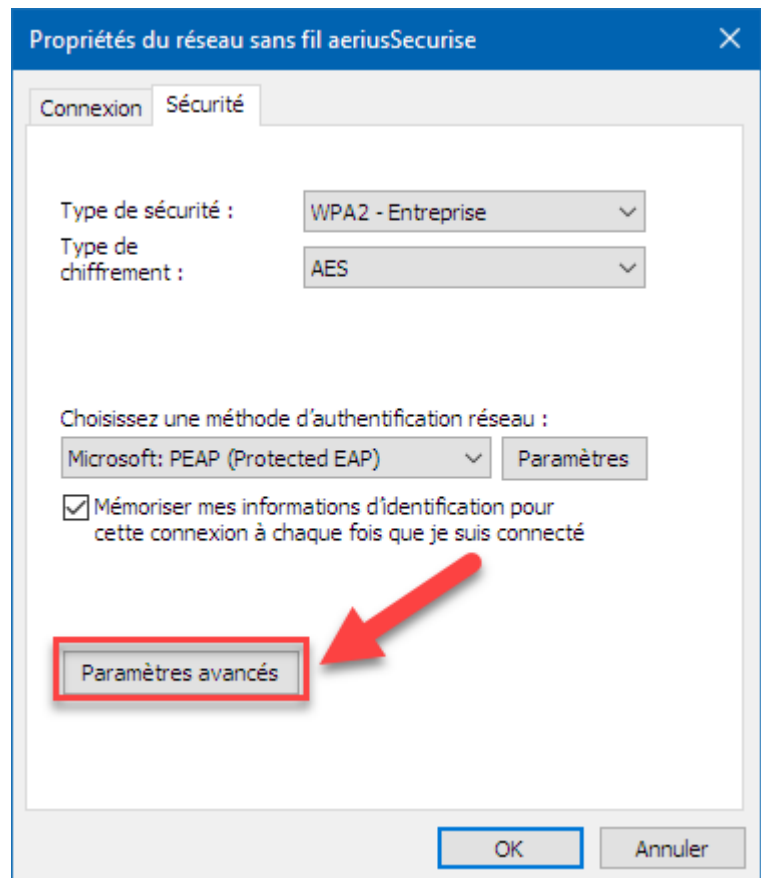 Propriétés du réseau sans fil aeriusSecurise
Connexion
Sécurité
Type de sécurité :
WPA2 - Entreprise
Type de
chiffrement :
AES
Choisissez une méthode d'authentification réseau :
Microsoft: PEAP (Protected EAP)
Paramètres
Mémoriser mes informations d'identification pour
cette connexion à chaque fois que je suis connecté
Paramètres avancés
OK
Annuler